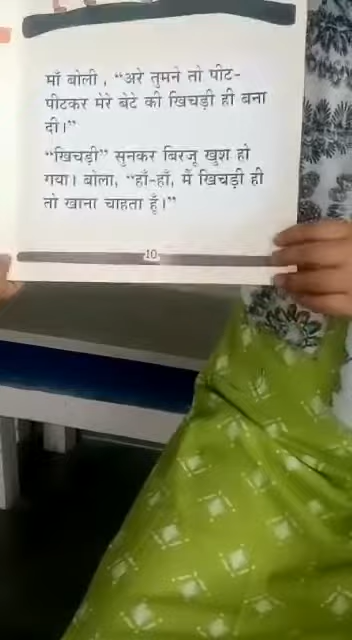 माँ बोली, “अरे तुमने तो पीट-
पीटकर मेरे बेटे की खिचड़ी ही बना
दी।”
“खिचड़ी” सुनकर बिरजू खुश हो
गया। बोला, “हाँ-हाँ, मैं खिचड़ी ही
तो खाना चाहता हूँ।”
10